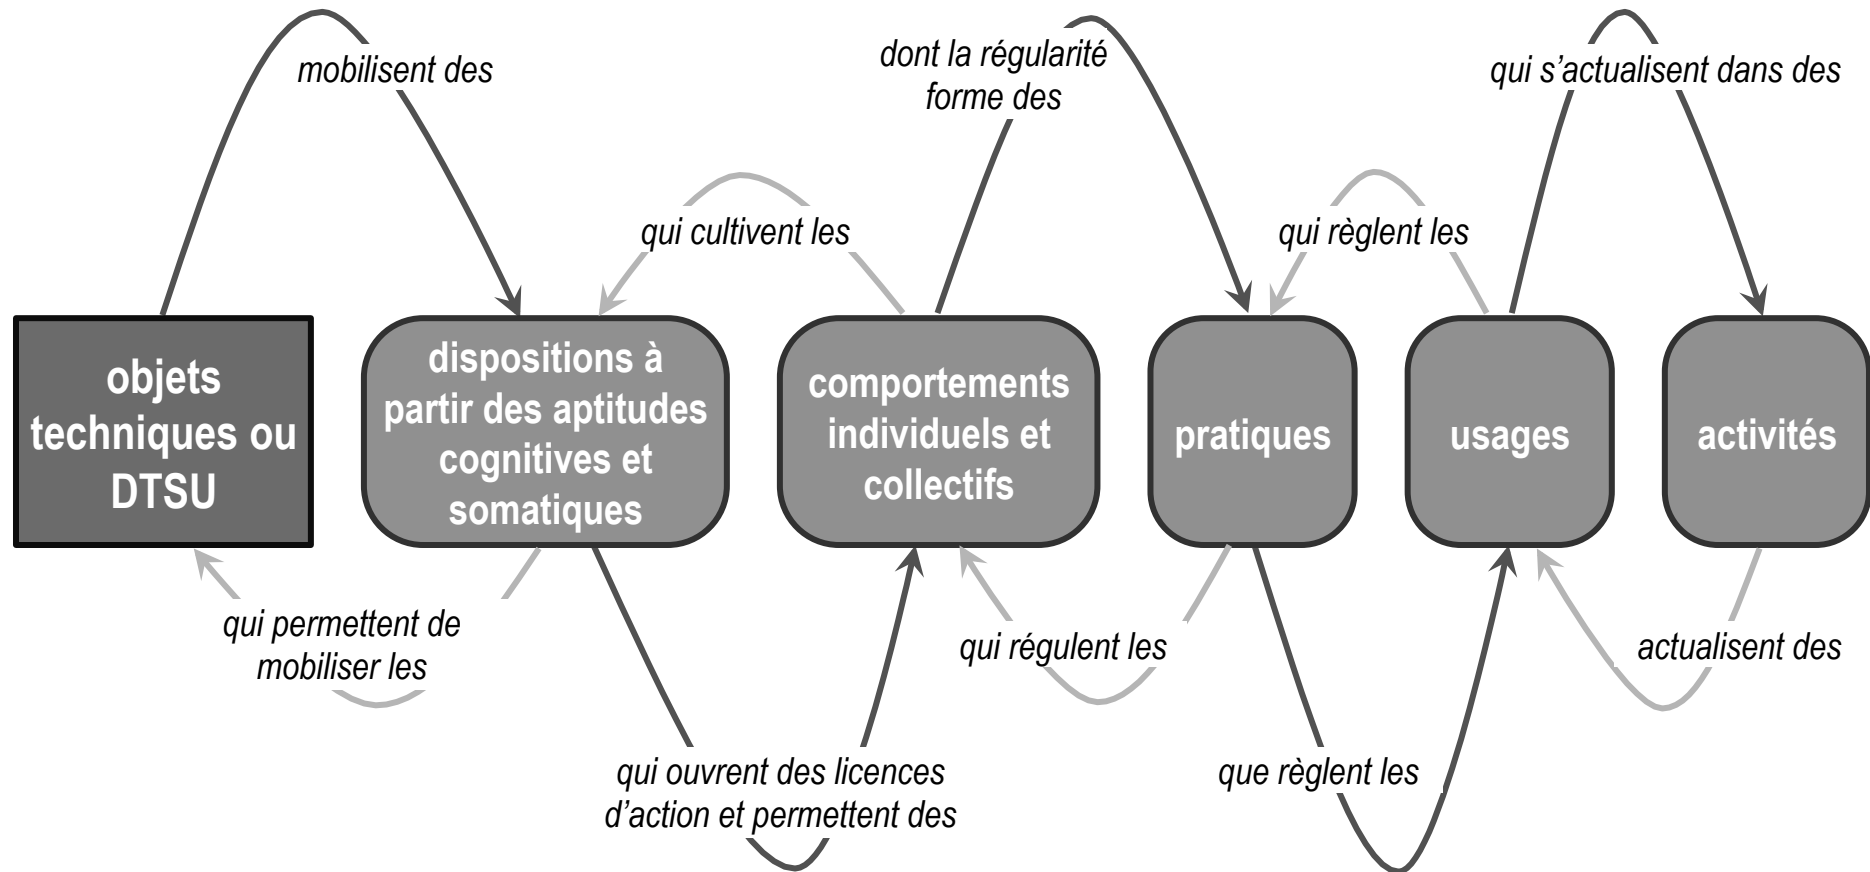 mobilisent des
dont la régularité
forme des
qui s’actualisent dans des
qui cultivent les
qui règlent les
objets
techniques ou
DTSU
dispositions à
partir des aptitudes
cognitives et
somatiques
comportements
individuels et
collectifs
pratiques
usages
activités
qui permettent de
mobiliser les
qui régulent les
actualisent des
qui ouvrent des licences
d’action et permettent des
que règlent les